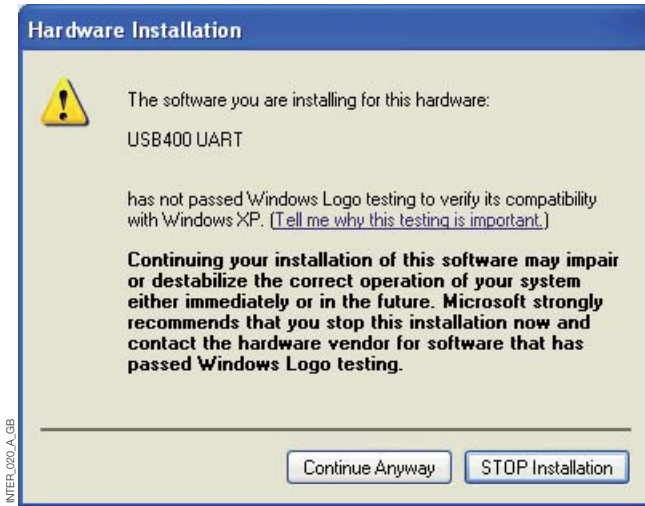 Hardware Installation
The software you are installing for this hardware:
USB400 UART
has not passed Windows Logo testing to verify its compatibility
with Windows XP. (Tell me why this testing is important.)
Continuing your installation of this software may impair
or destabilize the correct operation of your system
either immediately or in the future. Microsoft strongly
recommends that you stop this installation now and
contact the hardware vendor for software that has
passed Windows Logo testing.
Continue Anyway
STOP Installation
INTER_020_A_GB